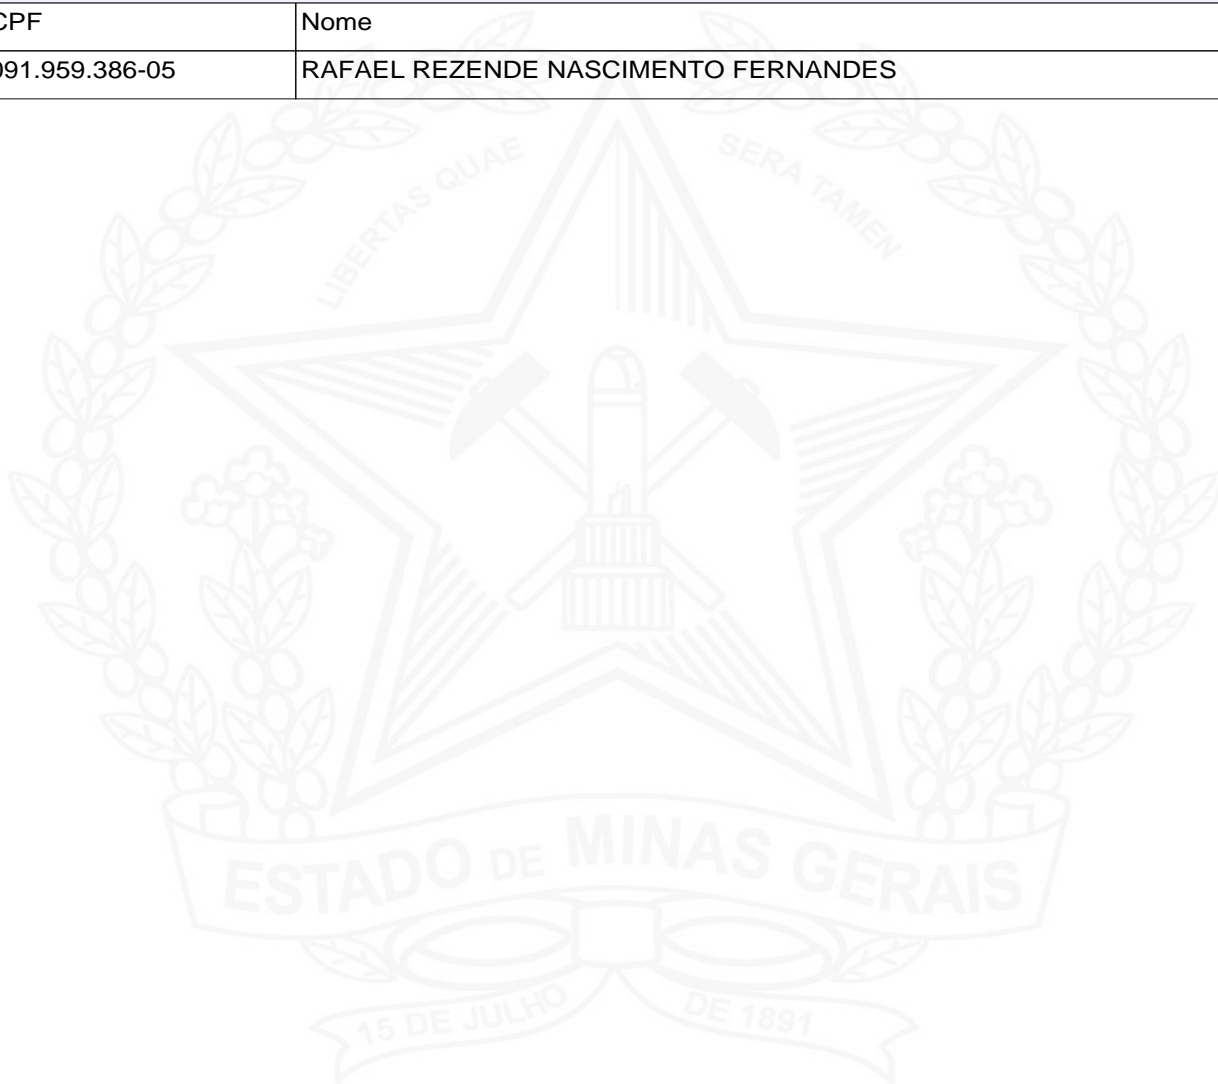 CPF Nome
091.959.386-05 RAFAEL REZENDE NASCIMENTO FERNANDES
LIBERTAS QUAE SERA TAMEN
ESTADO DE MINAS GERAIS
15 DE JULHO DE 1891